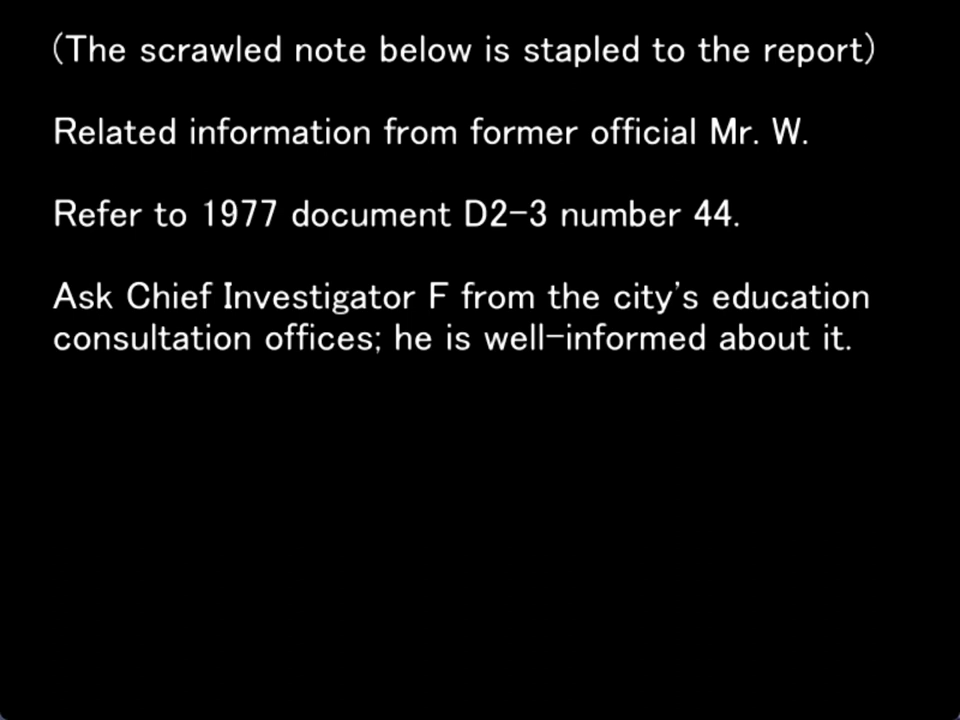 (The scrawled note below is stapled to the report)
Related information from former official Mr. W.
Refer to 1977 document D2-3 number 44.
Ask Chief Investigator F from the city's education
consultation offices; he is well-informed about it.